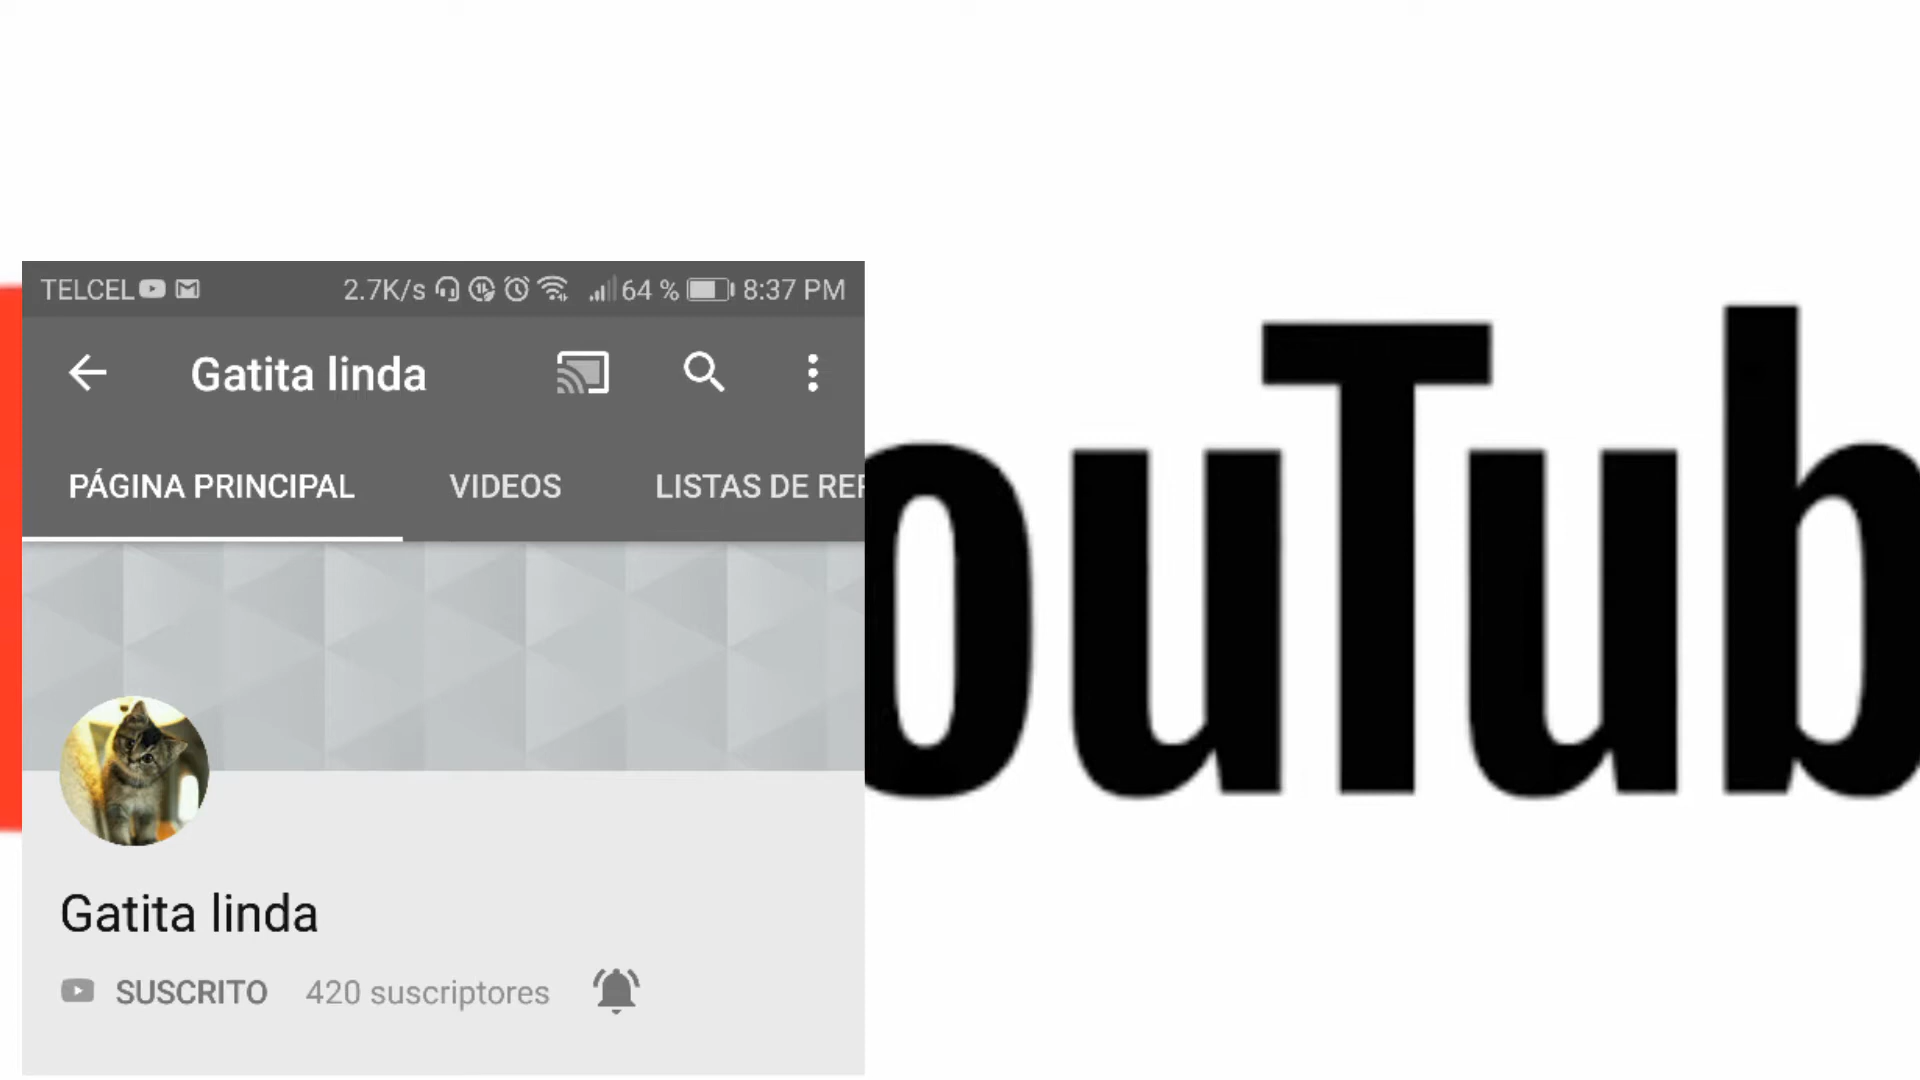 TELCEL 2.7K/s 64 % 8:37 PM
Gatita linda
PÁGINA PRINCIPAL VIDEOS LISTAS DE REP
ouTub
Gatita linda
SUSCRITO 420 suscriptores